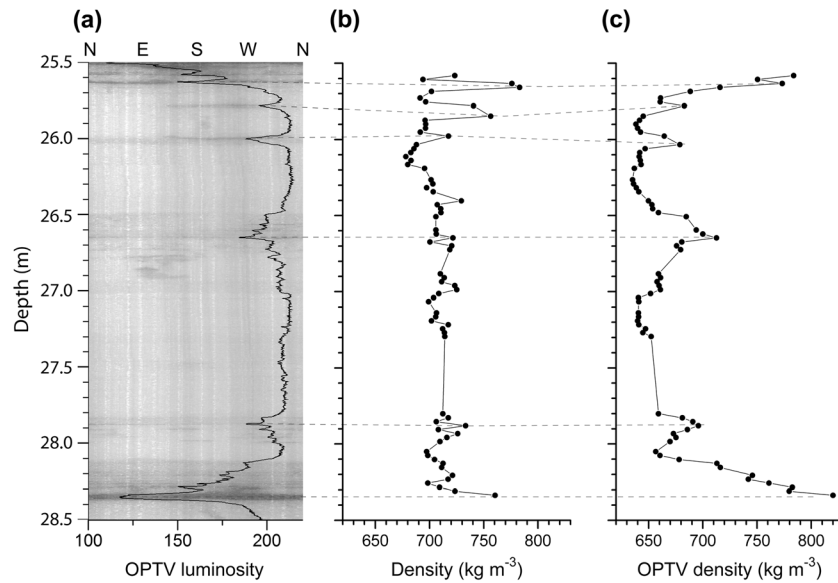 (a) (b) (c)
N E S W N
25.5
26.0
26.5
27.0
27.5
28.0
28.5
Depth (m)
100 150 200
650 700 750 800
650 700 750 800
OPTV luminosity
Density (kg m⁻³)
OPTV density (kg m⁻³)